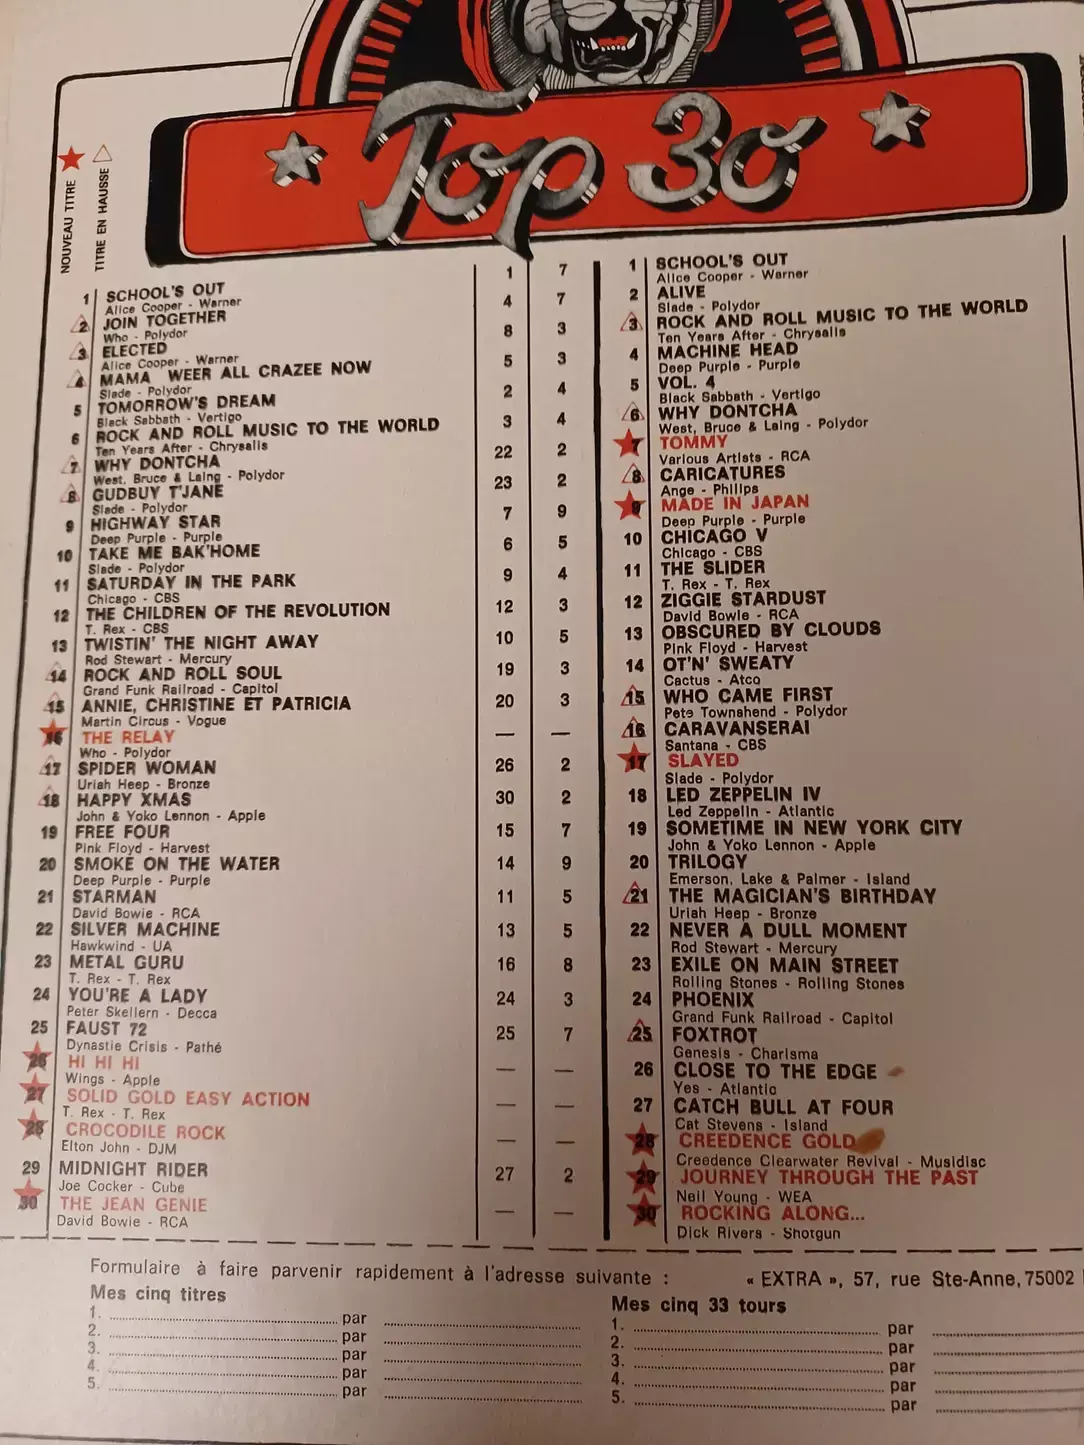 Top 30
NOUVEAU TITRE
TITRE EN HAUSSE
1 SCHOOL'S OUT 1 7
Alice Cooper - Warner
2 JOIN TOGETHER 4 7
Who - Polydor
3 ELECTED 8 3
Alice Cooper - Warner
4 MAMA WEER ALL CRAZEE NOW 5 3
Slade - Polydor
5 TOMORROW'S DREAM 2 4
Black Sabbath - Vertigo
6 ROCK AND ROLL MUSIC TO THE WORLD 3 4
Ten Years After - Chrysalis
7 WHY DONTCHA 22 2
West, Bruce & Laing - Polydor
8 GUDBUY T'JANE 23 2
Slade - Polydor
9 HIGHWAY STAR 7 9
Deep Purple - Purple
10 TAKE ME BAK'HOME 6 5
Slade - Polydor
11 SATURDAY IN THE PARK 9 4
Chicago - CBS
12 THE CHILDREN OF THE REVOLUTION 12 3
T. Rex - CBS
13 TWISTIN' THE NIGHT AWAY 10 5
Rod Stewart - Mercury
14 ROCK AND ROLL SOUL 19 3
Grand Funk Railroad - Capitol
15 ANNIE, CHRISTINE ET PATRICIA 20 3
Martin Circus - Vogue
16 THE RELAY — —
Who - Polydor
17 SPIDER WOMAN 26 2
Uriah Heep - Bronze
18 HAPPY XMAS 30 2
John & Yoko Lennon - Apple
19 FREE FOUR 15 7
Pink Floyd - Harvest
20 SMOKE ON THE WATER 14 9
Deep Purple - Purple
21 STARMAN 11 5
David Bowie - RCA
22 SILVER MACHINE 13 5
Hawkwind - UA
23 METAL GURU 16 8
T. Rex - T. Rex
24 YOU'RE A LADY 24 3
Peter Skellern - Decca
25 FAUST 72 25 7
Dynastie Crisis - Pathé
26 HI HI HI — —
Wings - Apple
27 SOLID GOLD EASY ACTION — —
T. Rex - T. Rex
28 CROCODILE ROCK — —
Elton John - DJM
29 MIDNIGHT RIDER 27 2
Joe Cocker - Cube
30 THE JEAN GENIE — —
David Bowie - RCA
1 SCHOOL'S OUT
Alice Cooper - Warner
2 ALIVE
Slade - Polydor
3 ROCK AND ROLL MUSIC TO THE WORLD
Ten Years After - Chrysalis
4 MACHINE HEAD
Deep Purple - Purple
5 VOL. 4
Black Sabbath - Vertigo
6 WHY DONTCHA
West, Bruce & Laing - Polydor
7 TOMMY
Various Artists - RCA
8 CARICATURES
Ange - Philips
9 MADE IN JAPAN
Deep Purple - Purple
10 CHICAGO V
Chicago - CBS
11 THE SLIDER
T. Rex - T. Rex
12 ZIGGIE STARDUST
David Bowie - RCA
13 OBSCURED BY CLOUDS
Pink Floyd - Harvest
14 OT'N' SWEATY
Cactus - Atco
15 WHO CAME FIRST
Pete Townshend - Polydor
16 CARAVANSERAI
Santana - CBS
17 SLAYED
Slade - Polydor
18 LED ZEPPELIN IV
Led Zeppelin - Atlantic
19 SOMETIME IN NEW YORK CITY
John & Yoko Lennon - Apple
20 TRILOGY
Emerson, Lake & Palmer - Island
21 THE MAGICIAN'S BIRTHDAY
Uriah Heep - Bronze
22 NEVER A DULL MOMENT
Rod Stewart - Mercury
23 EXILE ON MAIN STREET
Rolling Stones - Rolling Stones
24 PHOENIX
Grand Funk Railroad - Capitol
25 FOXTROT
Genesis - Charisma
26 CLOSE TO THE EDGE
Yes - Atlantic
27 CATCH BULL AT FOUR
Cat Stevens - Island
28 CREEDENCE GOLD
Creedence Clearwater Revival - Musidisc
29 JOURNEY THROUGH THE PAST
Neil Young - WEA
30 ROCKING ALONG...
Dick Rivers - Shotgun
Formulaire à faire parvenir rapidement à l'adresse suivante : « EXTRA », 57, rue Ste-Anne, 75002
Mes cinq titres
1. par
2. par
3. par
4. par
5. par
Mes cinq 33 tours
1. par
2. par
3. par
4. par
5. par